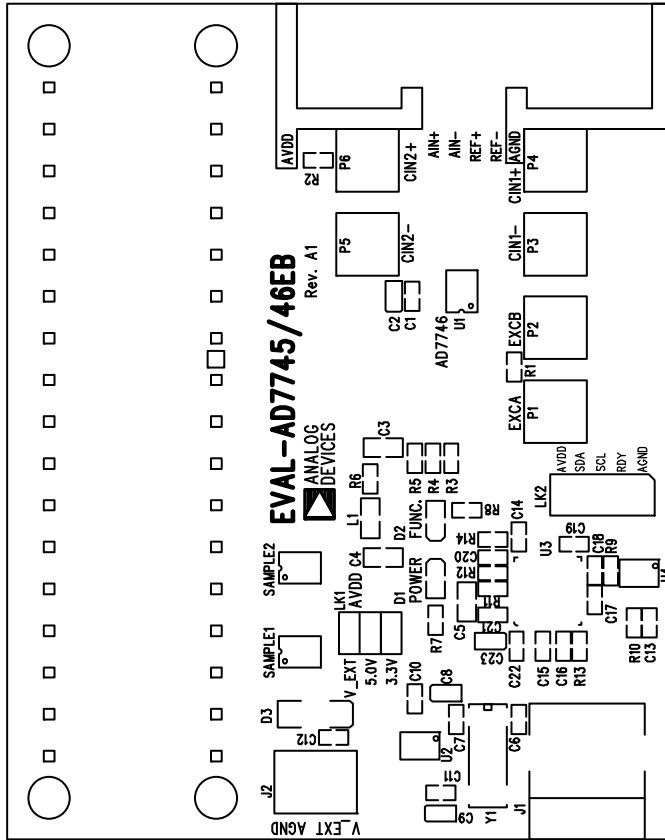 AVDD
R2
P6
CIN2+
AIN+
AIN-
REF+
REF-
AGND
CIN1+
P4
P5
CIN2-
CIN1-
P3
EVAL-AD7745/46EB
Rev. A1
C2
C1
AD7746
U1
EXCB
P2
R1
EXCA
P1
ANALOG
DEVICES
C3
R6
R5
R4
R3
L1
D2
FUNC.
R8
LK2
AVDD
SDA
SCL
RDY
AGND
C14
R14
C20
R12
R11
C21
C23
U3
C19
C18
R9
U4
C17
SAMPLE2
SAMPLE1
LK1
AVDD
C4
D1
POWER
R7
C5
V_EXT
5.0V
3.3V
C22
C15
C16
R13
R10
C13
D3
C12
C10
C8
U2
C7
C6
J2
V_EXT AGND
C11
C9
Y1
J1